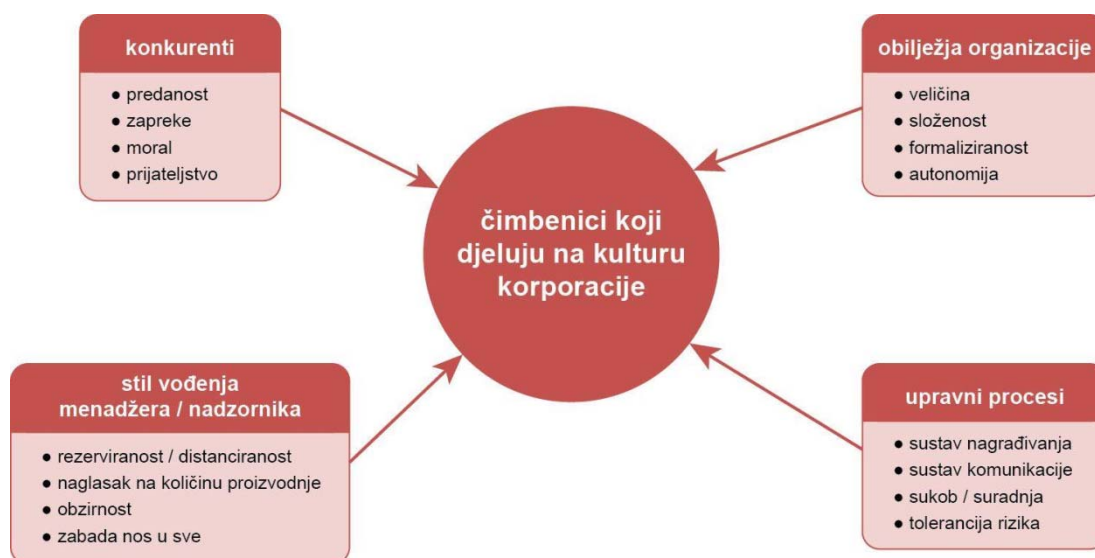 konkurenti
● predanost
● zapreke
● moral
● prijateljstvo
obilježja organizacije
● veličina
● složenost
● formaliziranost
● autonomija
čimbenici koji
djeluju na kulturu
korporacije
stil vođenja
menadžera / nadzornika
● rezerviranost / distanciranost
● naglasak na količinu proizvodnje
● obzirnost
● zabada nos u sve
upravni procesi
● sustav nagrađivanja
● sustav komunikacije
● sukob / suradnja
● tolerancija rizika